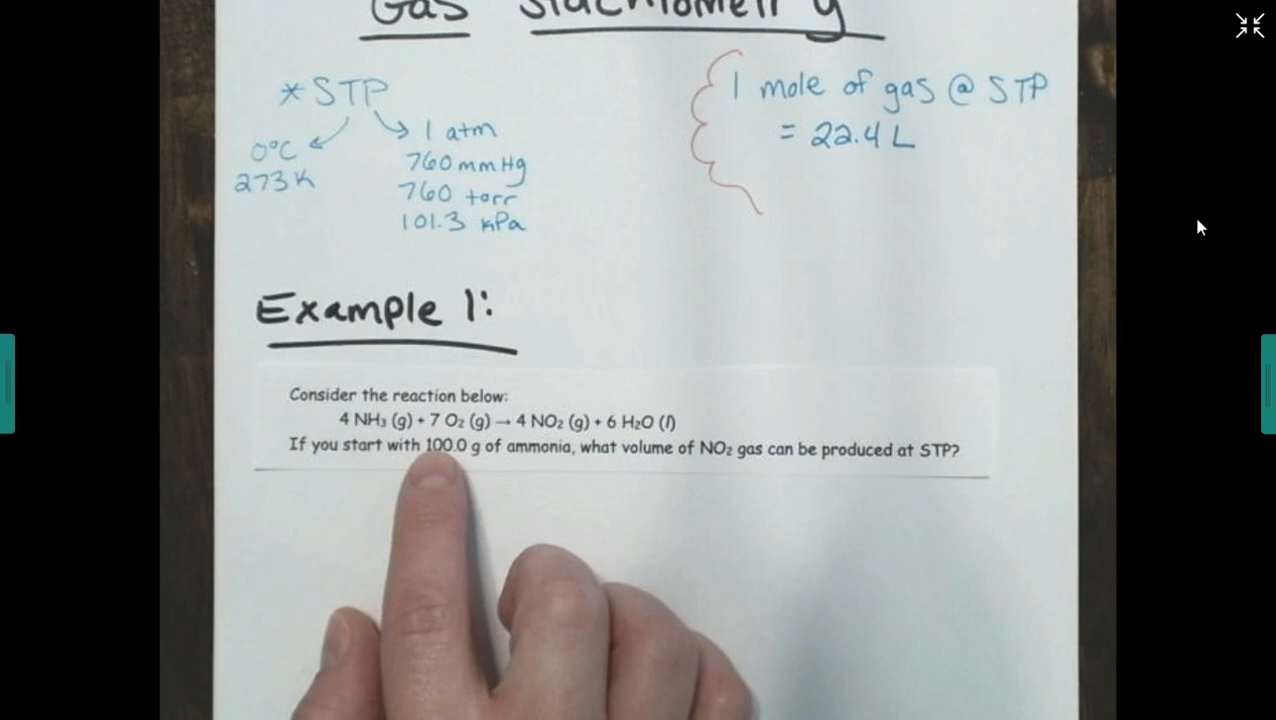 Gas Stoichiometry
* STP
0°C
273 K
1 atm
760 mmHg
760 torr
101.3 kPa
1 mole of gas @ STP
= 22.4 L
Example 1:
Consider the reaction below:
4 NH₃ (g) + 7 O₂ (g) → 4 NO₂ (g) + 6 H₂O (l)
If you start with 100.0 g of ammonia, what volume of NO₂ gas can be produced at STP?